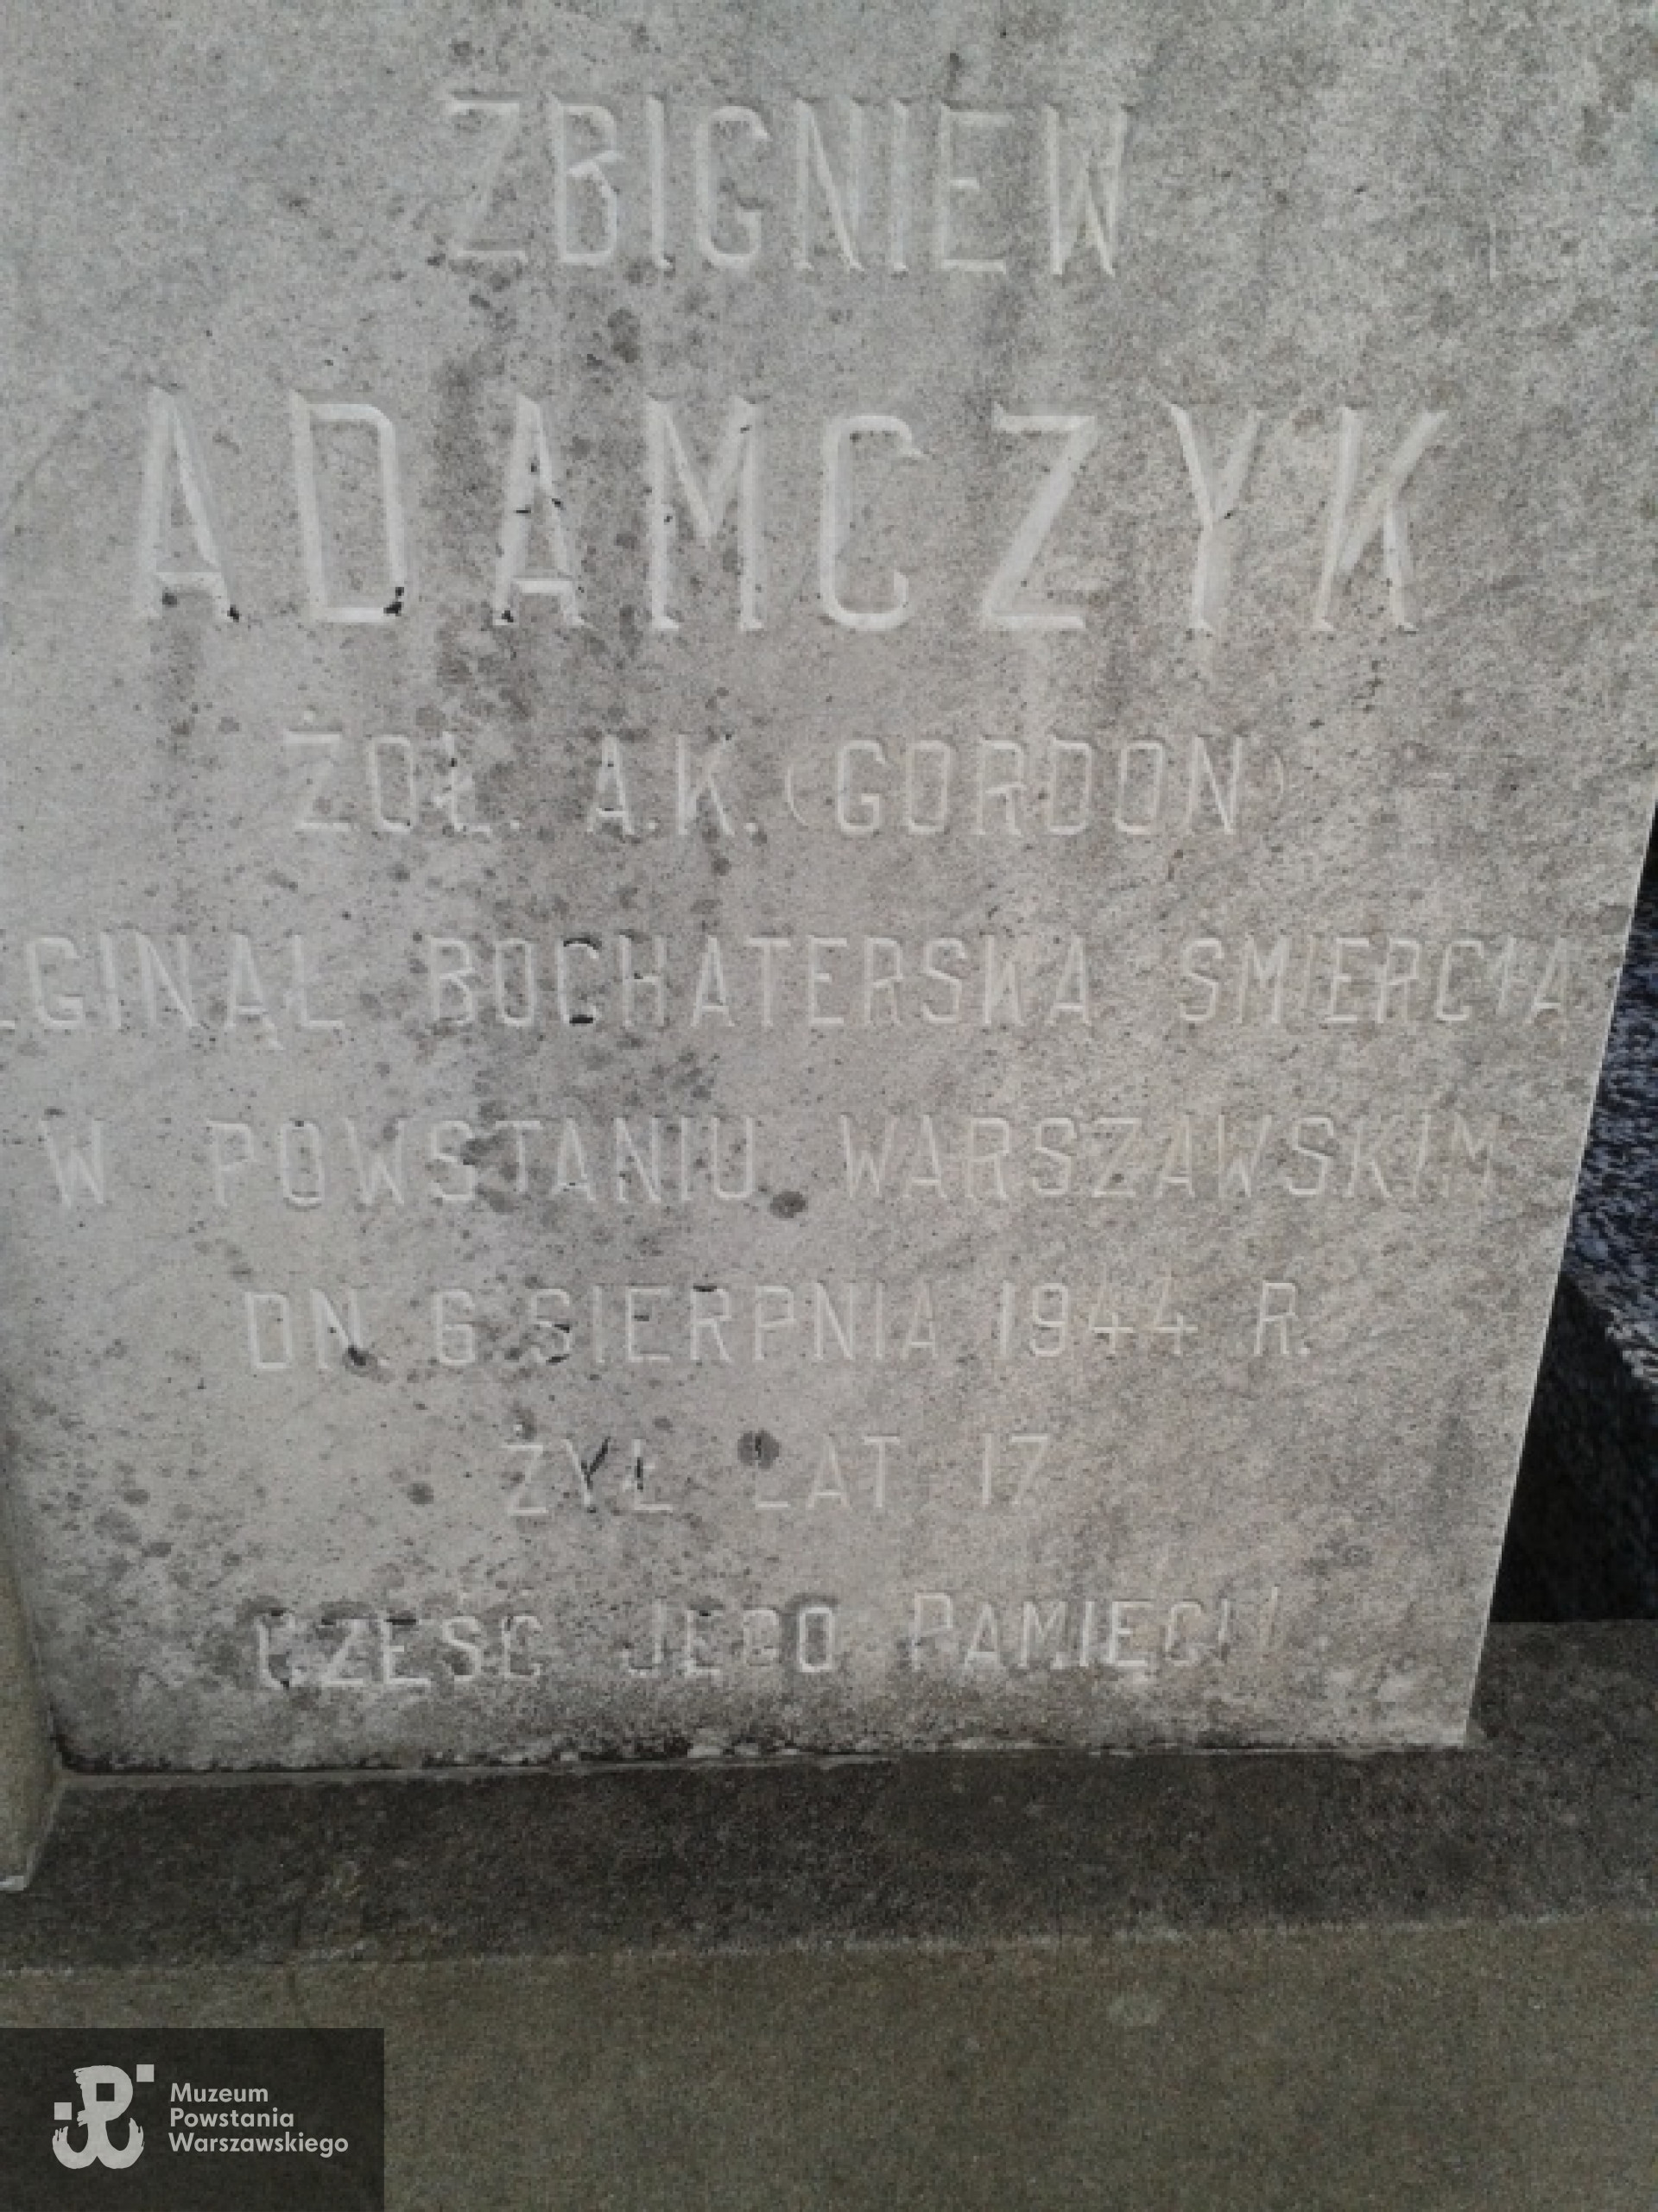 ZBIGNIEW
ADAMCZYK
ŻOŁ. A.K. (GORDON)
ZGINĄŁ BOCHATERSKĄ ŚMIERCIĄ
W POWSTANIU WARSZAWSKIM
DN. 6 SIERPNIA 1944 R.
ŻYŁ LAT 17
CZEŚĆ JEGO PAMIĘCI!
Muzeum
Powstania
Warszawskiego